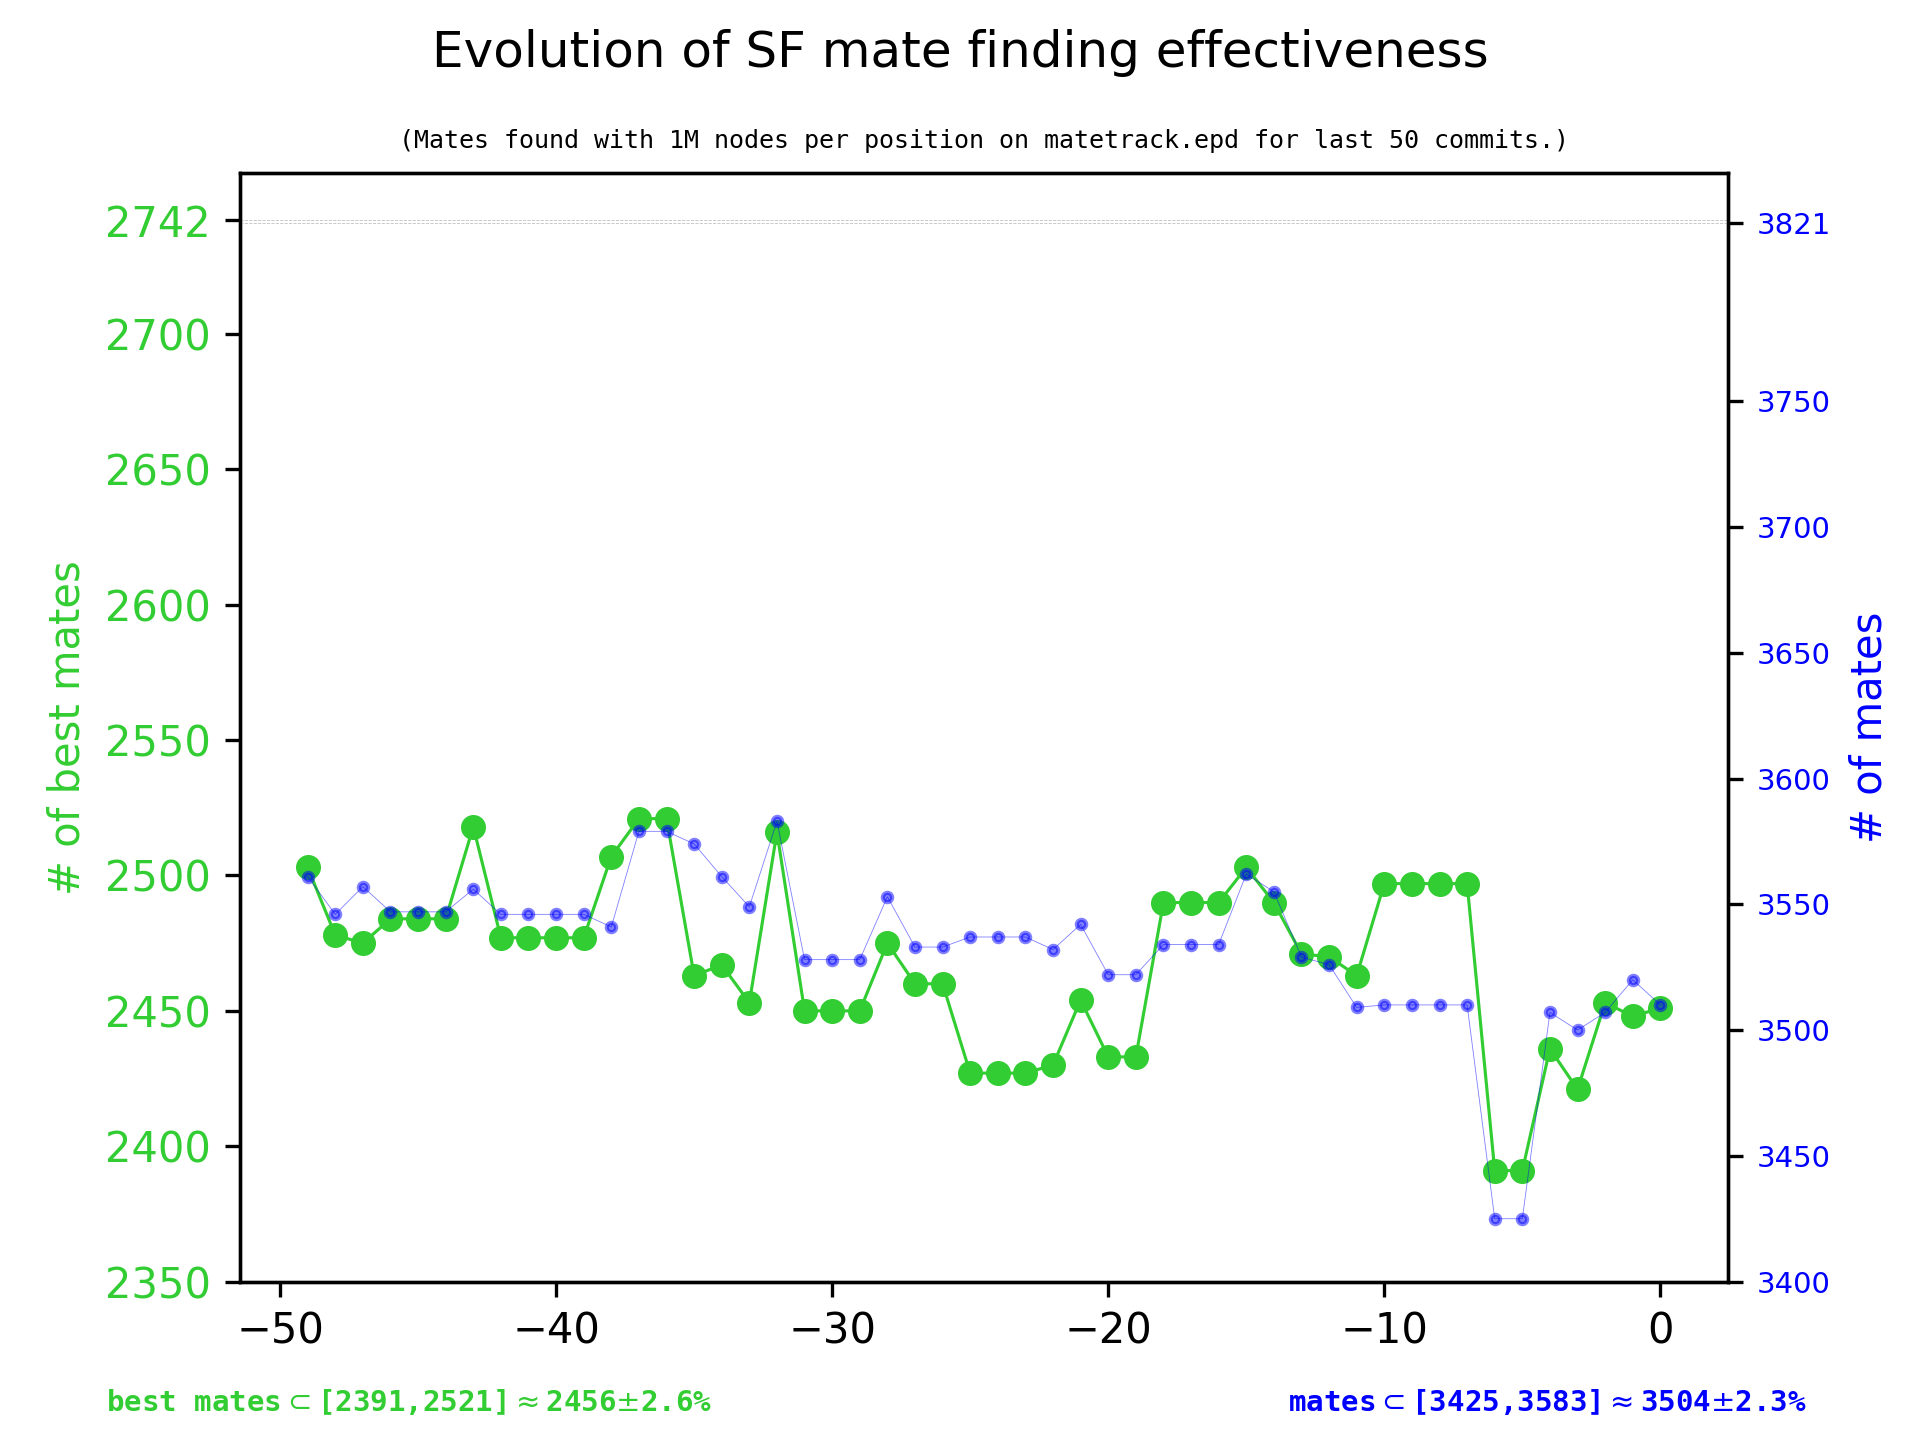 Evolution of SF mate finding effectiveness
(Mates found with 1M nodes per position on matetrack.epd for last 50 commits.)
# of best mates
2742
2700
2650
2600
2550
2500
2450
2400
2350
3821
3750
3700
3650
3600
3550
3500
3450
3400
# of mates
−50 −40 −30 −20 −10 0
best mates ⊂ [2391,2521] ≈ 2456±2.6%
mates ⊂ [3425,3583] ≈ 3504±2.3%